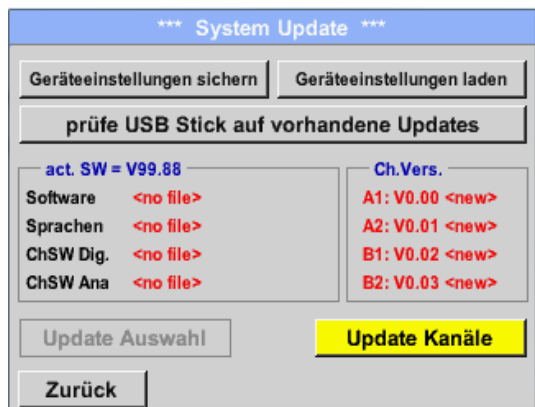 *** System Update ***
Geräteeinstellungen sichern Geräteeinstellungen laden
prüfe USB Stick auf vorhandene Updates
act. SW = V99.88 Ch.Vers.
Software <no file> A1: V0.00 <new>
Sprachen <no file> A2: V0.01 <new>
ChSW Dig. <no file> B1: V0.02 <new>
ChSW Ana <no file> B2: V0.03 <new>
Update Auswahl Update Kanäle
Zurück